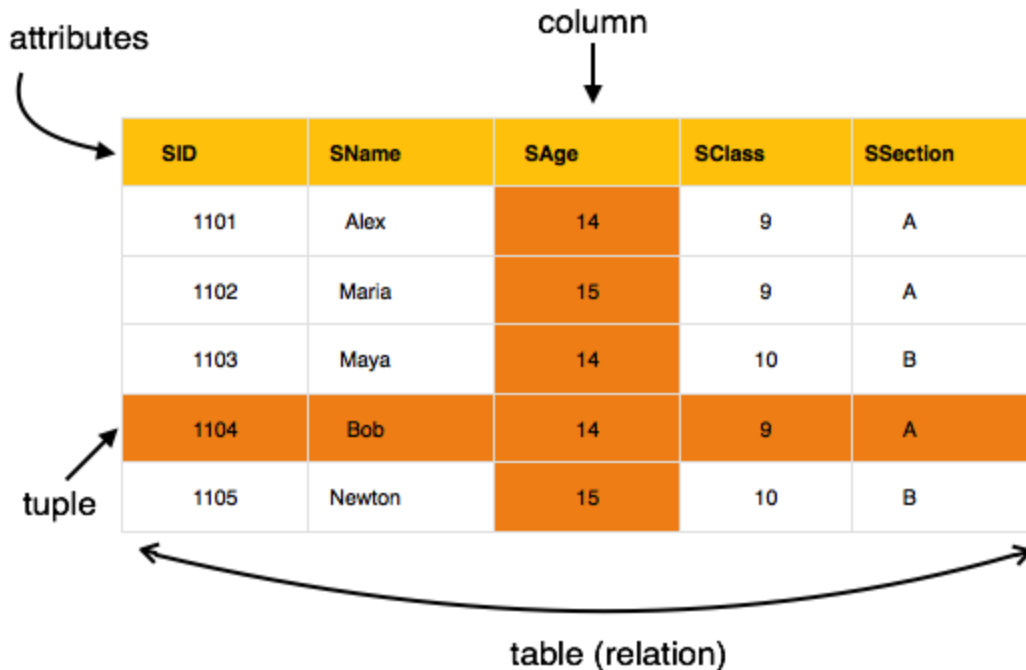 attributes
column
SID SName SAge SClass SSection
1101 Alex 14 9 A
1102 Maria 15 9 A
1103 Maya 14 10 B
1104 Bob 14 9 A
tuple
1105 Newton 15 10 B
table (relation)